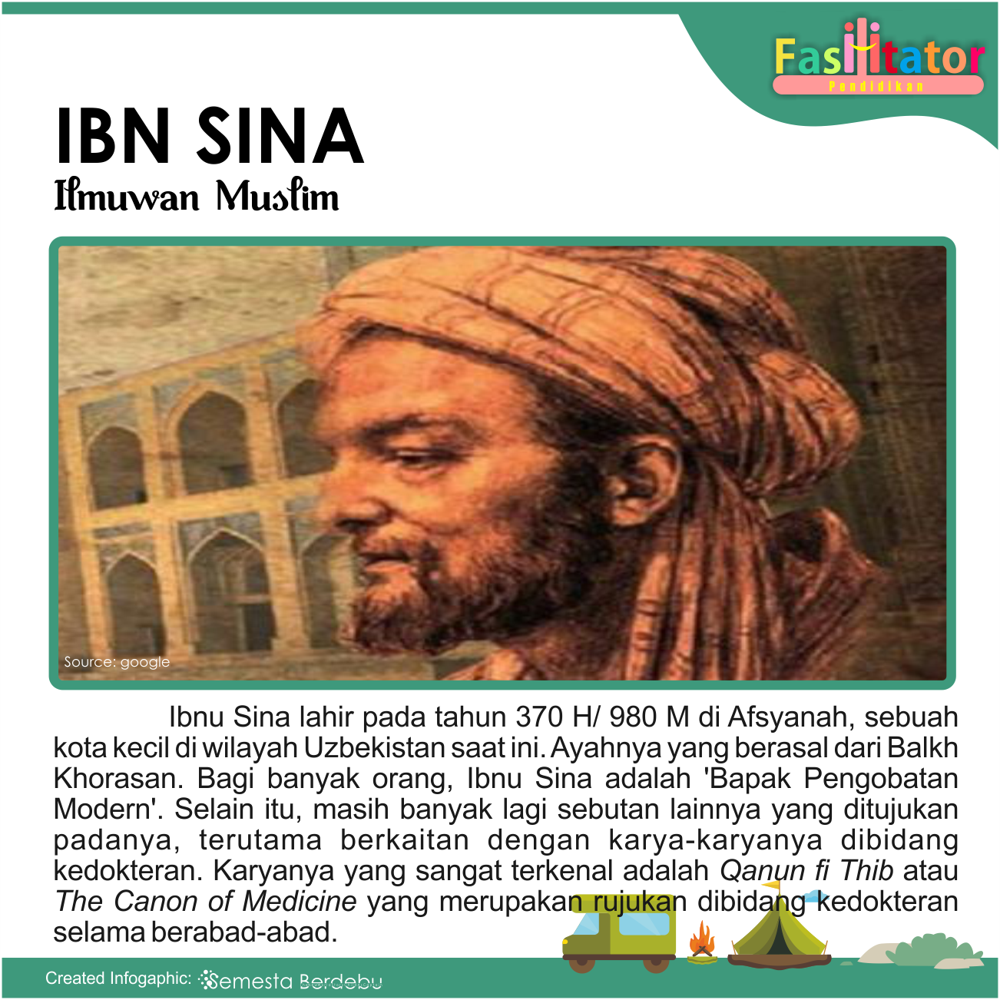 Fasilitator
Pendidikan
IBN SINA
Ilmuwan Muslim
Source: google
Ibnu Sina lahir pada tahun 370 H/ 980 M di Afsyanah, sebuah
kota kecil di wilayah Uzbekistan saat ini. Ayahnya yang berasal dari Balkh
Khorasan. Bagi banyak orang, Ibnu Sina adalah 'Bapak Pengobatan
Modern'. Selain itu, masih banyak lagi sebutan lainnya yang ditujukan
padanya, terutama berkaitan dengan karya-karyanya dibidang
kedokteran. Karyanya yang sangat terkenal adalah Qanun fi Thib atau
The Canon of Medicine yang merupakan rujukan dibidang kedokteran
selama berabad-abad.
Created Infogaphic: Semesta Berdebu